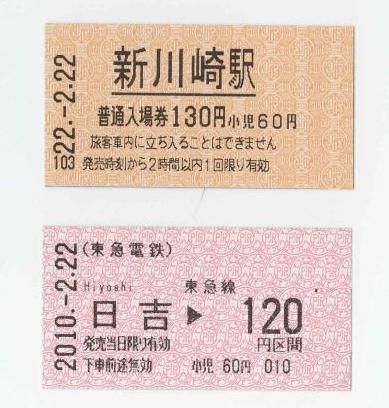 22.-2.22
新川崎駅
普通入場券130円小児60円
旅客車内に立ち入ることはできません
103 発売時刻から2時間以内1回限り有効
2010.-2.22
(東急電鉄)
Hiyoshi 東急線
日吉▶120
発売当日限り有効 円区間
下車前途無効 小児 60円 010